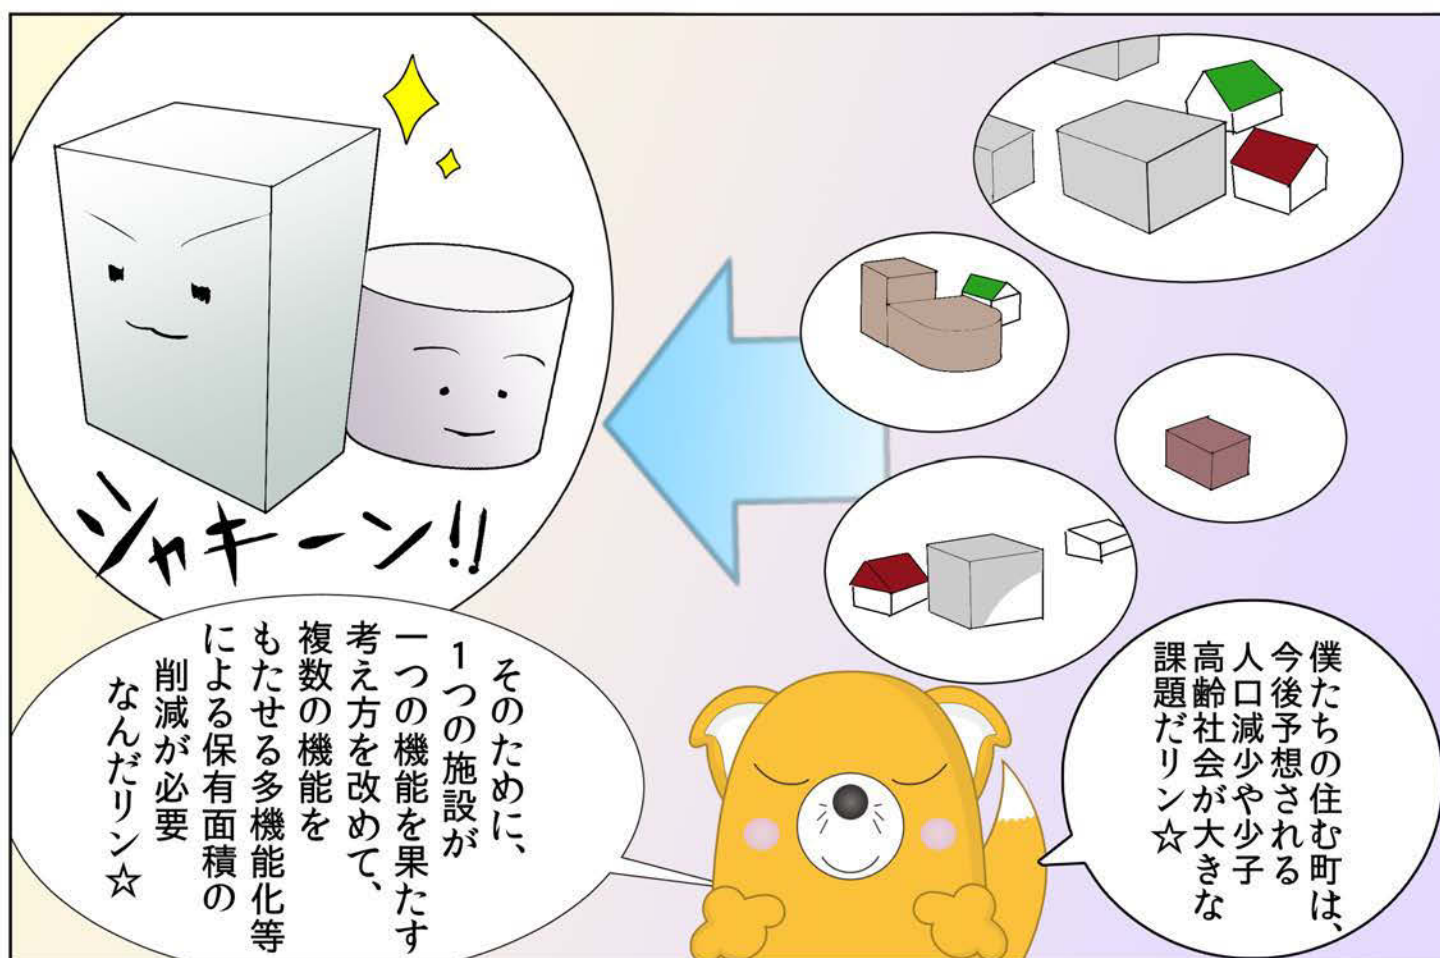 僕たちの住む町は、
今後予想される
人口減少や少子
高齢社会が大きな
課題だリン☆
シャキーン!!
そのために、
1つの施設が
一つの機能を果たす
考え方を改めて、
複数の機能を
もたせる多機能化等
による保有面積の
削減が必要
なんだリン☆